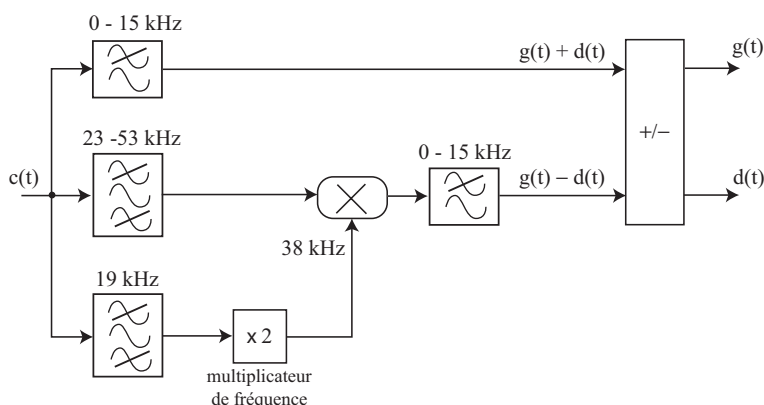 0 - 15 kHz
g(t) + d(t)
g(t)
23 -53 kHz
+/−
0 - 15 kHz
c(t)
g(t) − d(t)
d(t)
38 kHz
19 kHz
x 2
multiplicateur
de fréquence